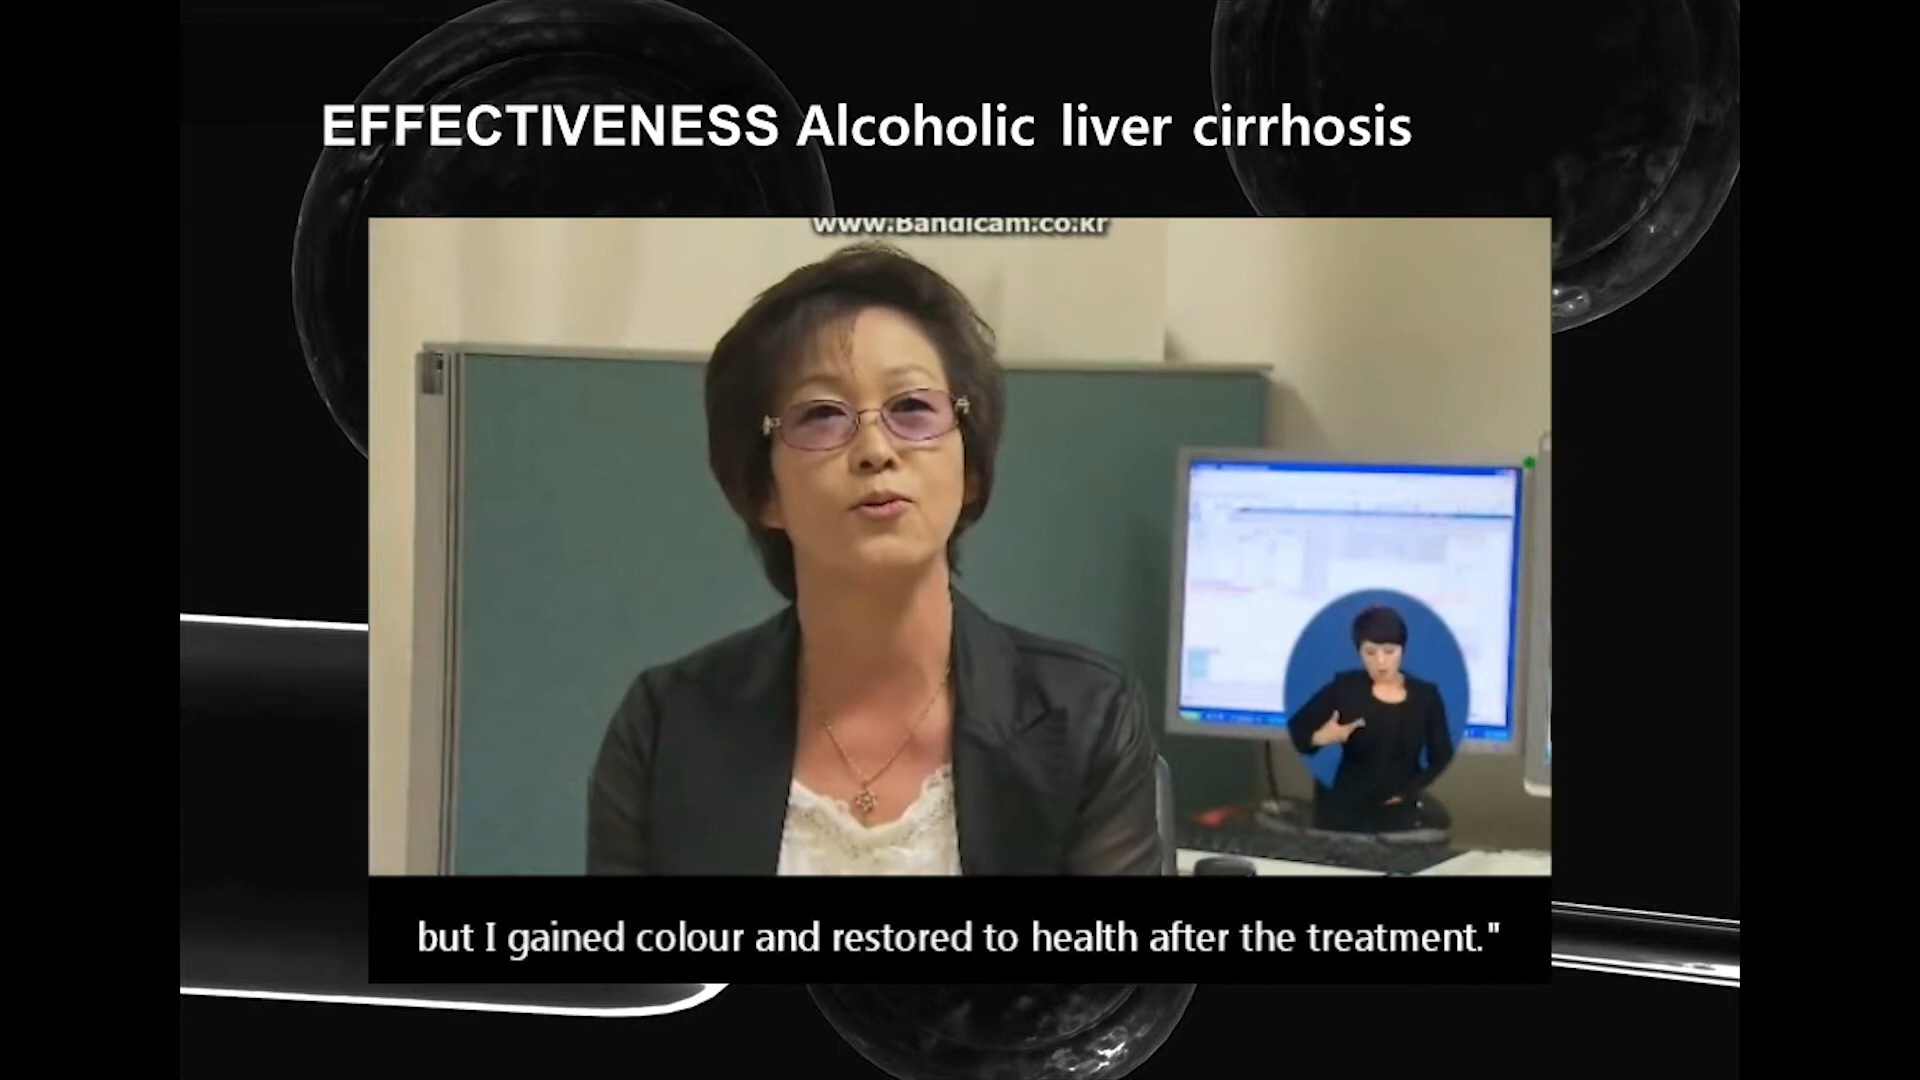 EFFECTIVENESS Alcoholic liver cirrhosis
www.Bandicam.co.kr
but I gained colour and restored to health after the treatment."